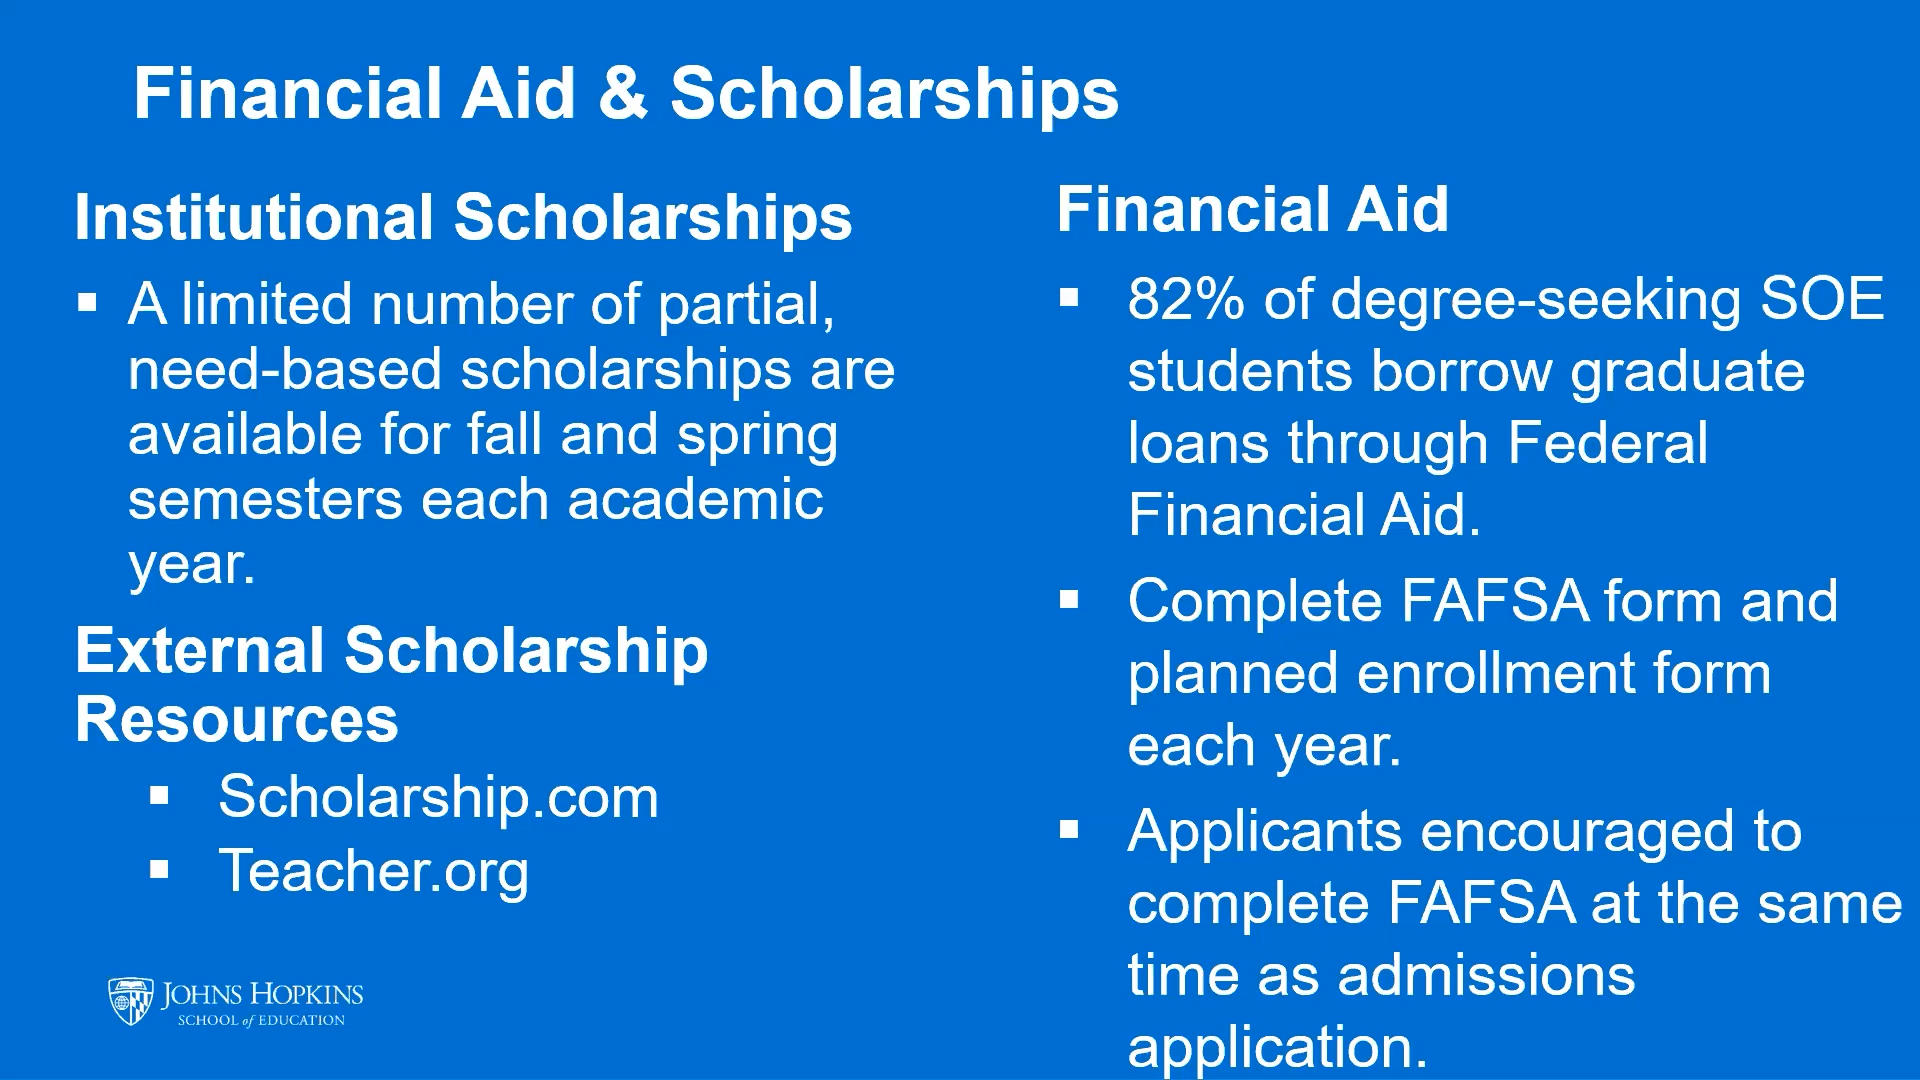 Financial Aid & Scholarships
Institutional Scholarships
A limited number of partial,
need-based scholarships are
available for fall and spring
semesters each academic
year.
External Scholarship
Resources
Scholarship.com
Teacher.org
Financial Aid
82% of degree-seeking SOE
students borrow graduate
loans through Federal
Financial Aid.
Complete FAFSA form and
planned enrollment form
each year.
Applicants encouraged to
complete FAFSA at the same
time as admissions
application.
JOHNS HOPKINS
SCHOOL of EDUCATION